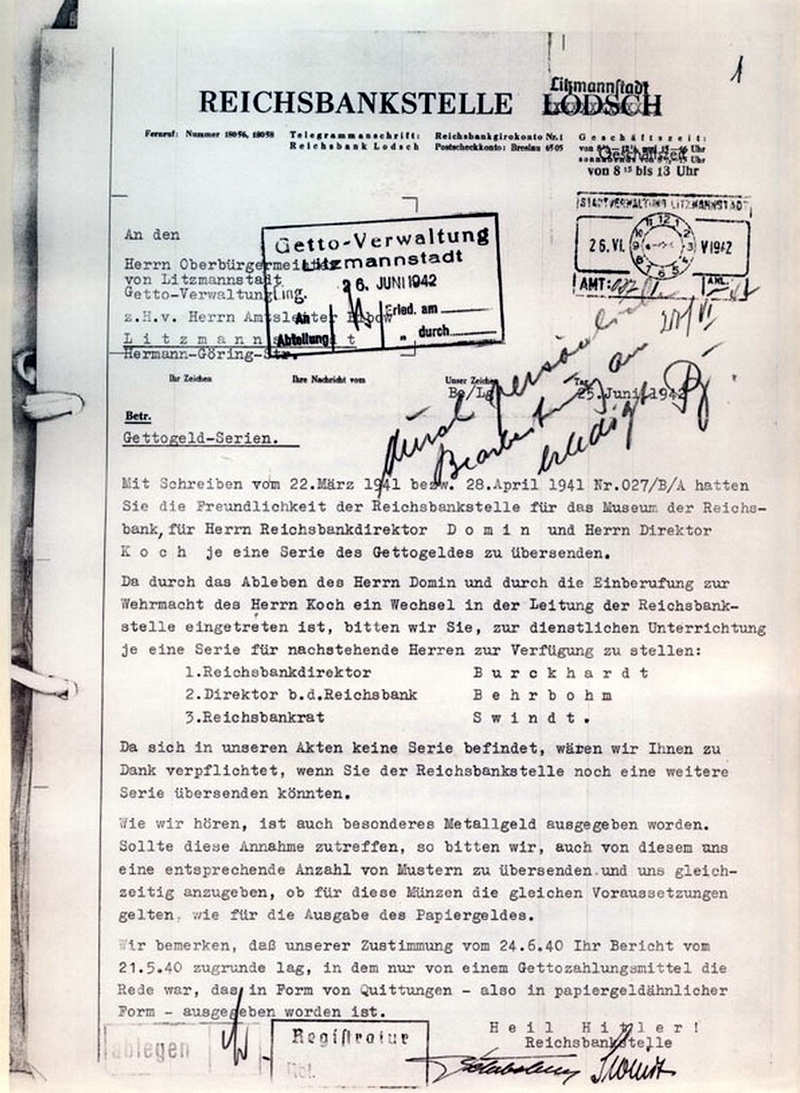 1
Litzmannstadt
REICHSBANKSTELLE LODSCH
Fernruf: Nummer 18056, 18058
Telegrammanschrift:
Reichsbank Lodsch
Reichsbankgirokonto Nr. 1
Postscheckkonto: Breslau 6505
Geschäftszeit:
Geschäftszeit
von 8 15 bis 13 Uhr
STADTVERWALTUNG LITZMANNSTADT
26. VI. VI 1942
AMT:
An den
Herrn Oberbürgermeister
von Litzmannstadt
Getto-Verwaltung
z.H.v. Herrn Amtsleiter
Litzmannstadt
Hermann-Göring-Str.
Getto-Verwaltung
Litzmannstadt
26. JUNI 1942
Ing.
An
Abteilung
Erled. am
„ durch
Ihr Zeichen
Ihre Nachricht vom
Unser Zeichen
Tag
Be/Lg
25. Juni 1942
persönliche
Bearbeitung
erledigt
Betr.
Gettogeld-Serien.
Mit Schreiben vom 22.März 1941 bezw. 28.April 1941 Nr.027/B/A hatten
Sie die Freundlichkeit der Reichsbankstelle für das Museum der Reichs-
bank, für Herrn Reichsbankdirektor D o m i n und Herrn Direktor
K o c h je eine Serie des Gettogeldes zu übersenden.
Da durch das Ableben des Herrn Domin und durch die Einberufung zur
Wehrmacht des Herrn Koch ein Wechsel in der Leitung der Reichsbank-
stelle eingetreten ist, bitten wir Sie, zur dienstlichen Unterrichtung
je eine Serie für nachstehende Herren zur Verfügung zu stellen:
1.Reichsbankdirektor B u r c k h a r d t
2.Direktor b.d.Reichsbank B e h r b o h m
3.Reichsbankrat S w i n d t.
Da sich in unseren Akten keine Serie befindet, wären wir Ihnen zu
Dank verpflichtet, wenn Sie der Reichsbankstelle noch eine weitere
Serie übersenden könnten.
Wie wir hören, ist auch besonderes Metallgeld ausgegeben worden.
Sollte diese Annahme zutreffen, so bitten wir, auch von diesem uns
eine entsprechende Anzahl von Mustern zu übersenden und uns gleich-
zeitig anzugeben, ob für diese Münzen die gleichen Voraussetzungen
gelten, wie für die Ausgabe des Papiergeldes.
Wir bemerken, daß unserer Zustimmung vom 24.6.40 Ihr Bericht vom
21.5.40 zugrunde lag, in dem nur von einem Gettozahlungsmittel die
Rede war, das in Form von Quittungen - also in papiergeldähnlicher
Form - ausgegeben worden ist.
H e i l H i t l e r !
Reichsbankstelle
ablegen
Registratur